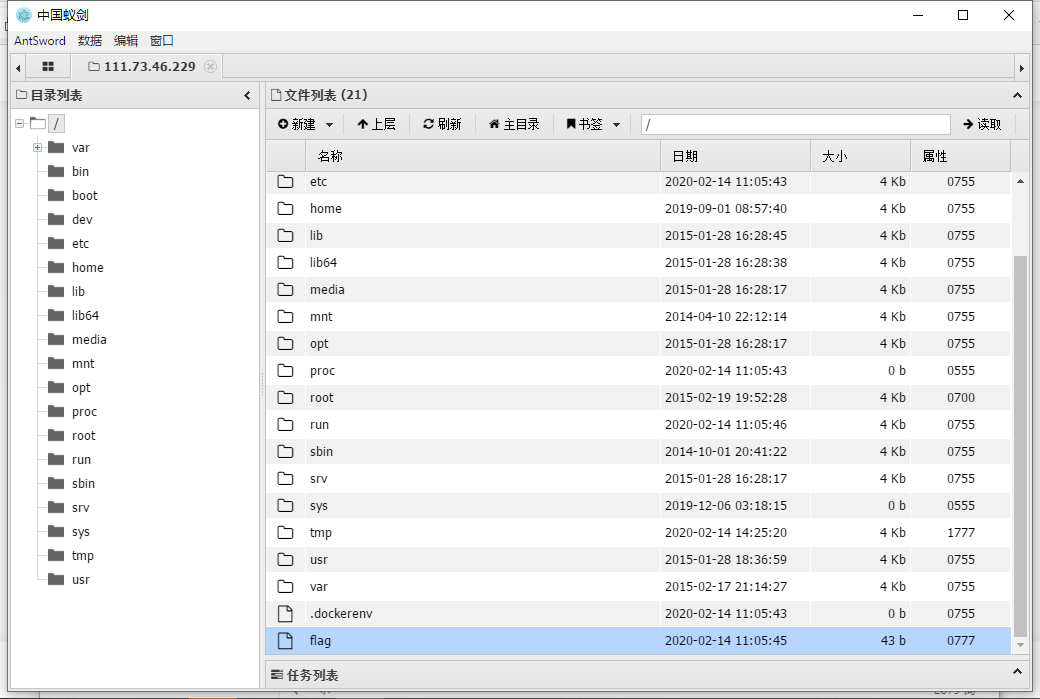 中国蚁剑
AntSword 数据 编辑 窗口
111.73.46.229
目录列表
/
var
bin
boot
dev
etc
home
lib
lib64
media
mnt
opt
proc
root
run
sbin
srv
sys
tmp
usr
文件列表 (21)
新建 上层 刷新 主目录 书签 / 读取
名称 日期 大小 属性
etc 2020-02-14 11:05:43 4 Kb 0755
home 2019-09-01 08:57:40 4 Kb 0755
lib 2015-01-28 16:28:45 4 Kb 0755
lib64 2015-01-28 16:28:38 4 Kb 0755
media 2015-01-28 16:28:17 4 Kb 0755
mnt 2014-04-10 22:12:14 4 Kb 0755
opt 2015-01-28 16:28:17 4 Kb 0755
proc 2020-02-14 11:05:43 0 b 0555
root 2015-02-19 19:52:28 4 Kb 0700
run 2020-02-14 11:05:46 4 Kb 0755
sbin 2014-10-01 20:41:22 4 Kb 0755
srv 2015-01-28 16:28:17 4 Kb 0755
sys 2019-12-06 03:18:15 0 b 0555
tmp 2020-02-14 14:25:20 4 Kb 1777
usr 2015-01-28 18:36:59 4 Kb 0755
var 2015-02-17 21:14:27 4 Kb 0755
.dockerenv 2020-02-14 11:05:43 0 b 0755
flag 2020-02-14 11:05:45 43 b 0777
任务列表